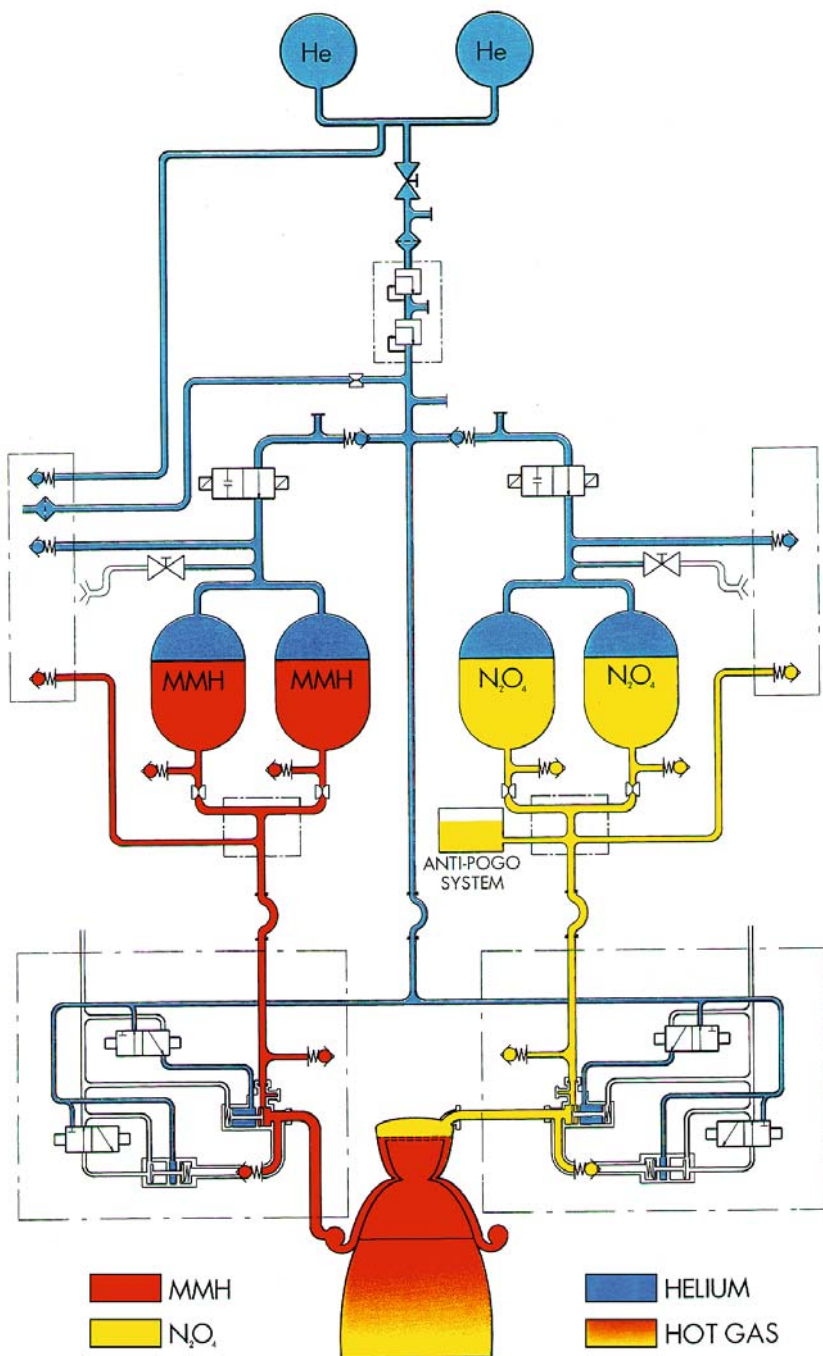 He
He
MMH
MMH
N₂O₄
N₂O₄
ANTI-POGO
SYSTEM
MMH
HELIUM
N₂O₄
HOT GAS